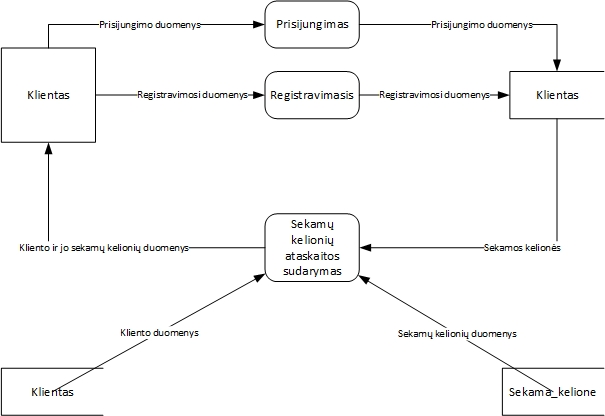 Prisijungimo duomenys
Prisijungimas
Prisijungimo duomenys
Klientas
Registravimosi duomenys
Registravimasis
Registravimosi duomenys
Klientas
Kliento ir jo sekamų kelionių duomenys
Sekamų
kelionių
ataskaitos
sudarymas
Sekamos kelionės
Kliento duomenys
Sekamų kelionių duomenys
Klientas
Sekama_kelione